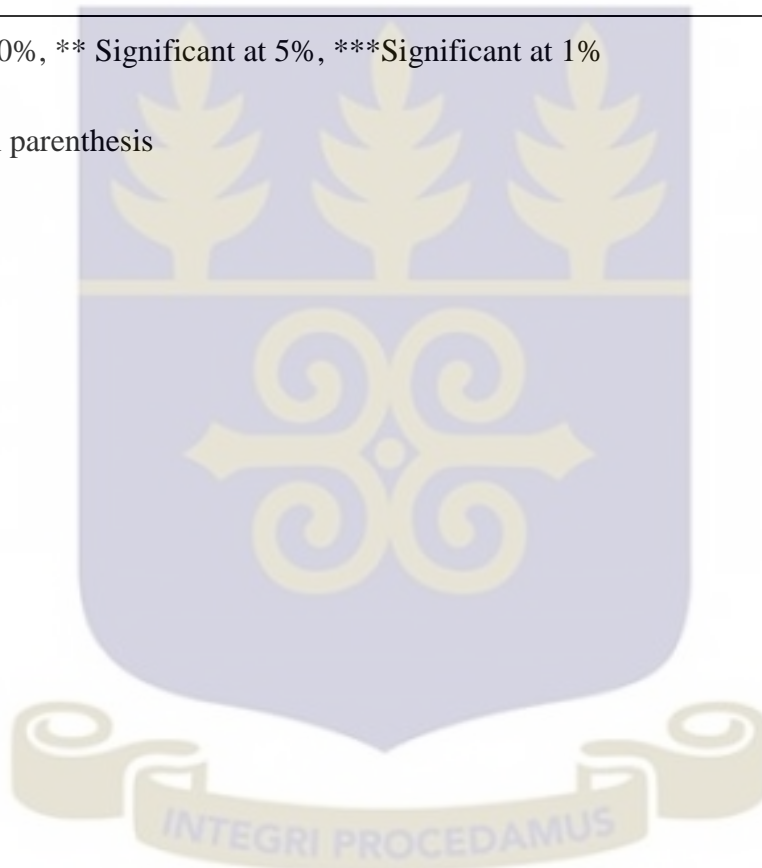 0%, ** Significant at 5%, ***Significant at 1%
parenthesis
INTEGRI PROCEDAMUS